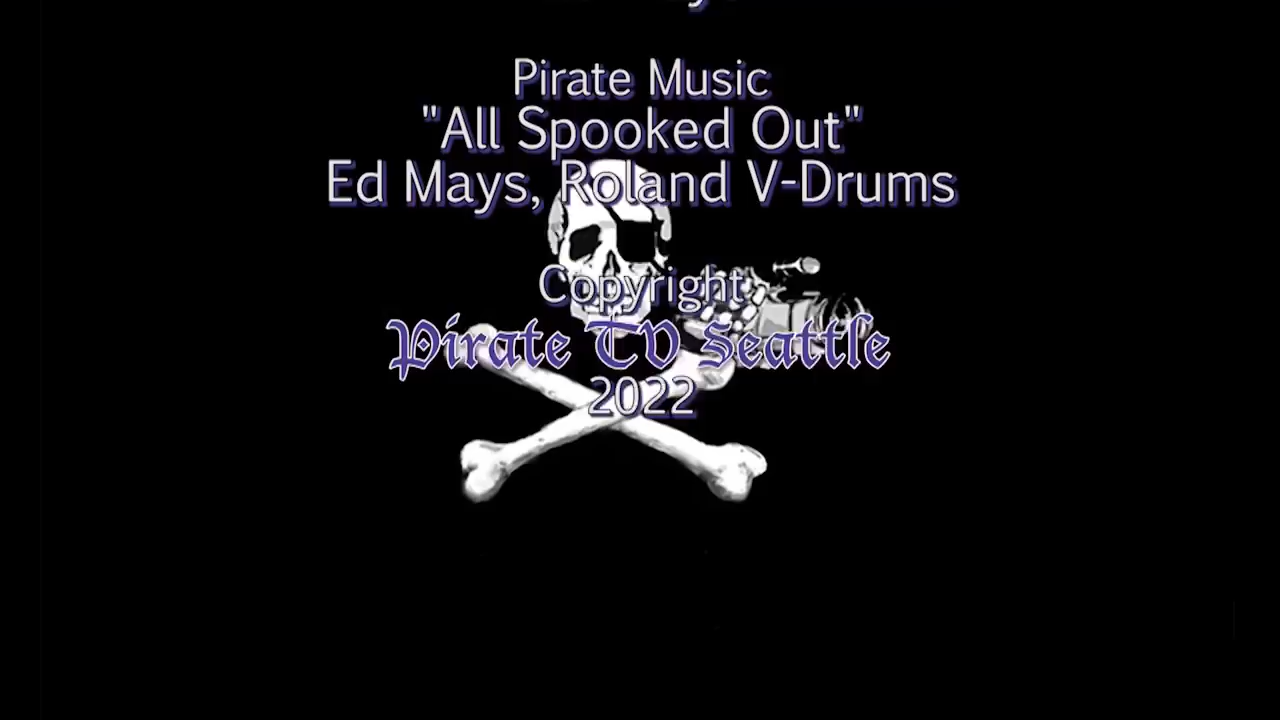 Pirate Music
"All Spooked Out"
Ed Mays, Roland V-Drums
Copyright
Pirate TV Seattle
2022